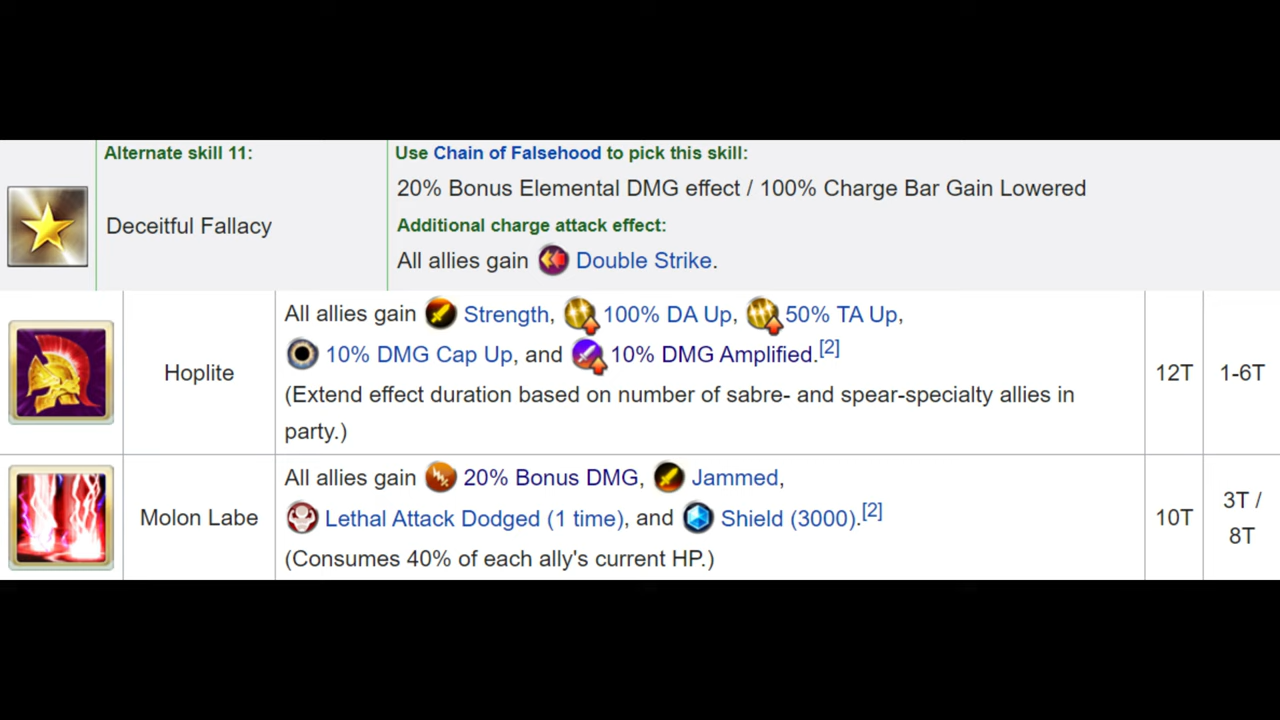 Alternate skill 11:
Use Chain of Falsehood to pick this skill:
Deceitful Fallacy
20% Bonus Elemental DMG effect / 100% Charge Bar Gain Lowered
Additional charge attack effect:
All allies gain Double Strike.
Hoplite
All allies gain Strength, 100% DA Up, 50% TA Up,
10% DMG Cap Up, and 10% DMG Amplified.[2]
(Extend effect duration based on number of sabre- and spear-specialty allies in
party.)
12T
1-6T
Molon Labe
All allies gain 20% Bonus DMG, Jammed,
Lethal Attack Dodged (1 time), and Shield (3000).[2]
(Consumes 40% of each ally's current HP.)
10T
3T /
8T